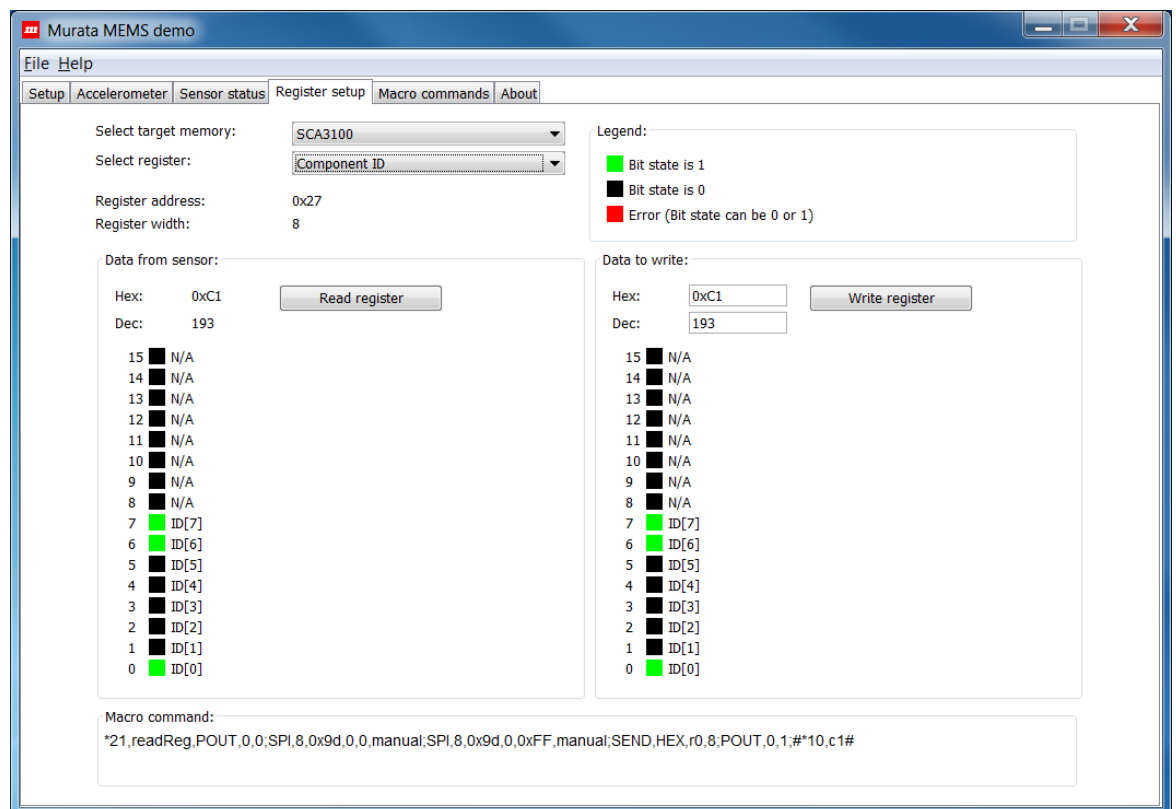 Murata MEMS demo
File Help
Setup Accelerometer Sensor status Register setup Macro commands About
Select target memory: SCA3100
Select register: Component ID
Register address: 0x27
Register width: 8
Legend:
Bit state is 1
Bit state is 0
Error (Bit state can be 0 or 1)
Data from sensor:
Hex: 0xC1 Read register
Dec: 193
15 N/A
14 N/A
13 N/A
12 N/A
11 N/A
10 N/A
9 N/A
8 N/A
7 ID[7]
6 ID[6]
5 ID[5]
4 ID[4]
3 ID[3]
2 ID[2]
1 ID[1]
0 ID[0]
Data to write:
Hex: 0xC1 Write register
Dec: 193
15 N/A
14 N/A
13 N/A
12 N/A
11 N/A
10 N/A
9 N/A
8 N/A
7 ID[7]
6 ID[6]
5 ID[5]
4 ID[4]
3 ID[3]
2 ID[2]
1 ID[1]
0 ID[0]
Macro command:
*21,readReg,POUT,0,0;SPI,8,0x9d,0,0,manual;SPI,8,0x9d,0,0xFF,manual;SEND,HEX,r0,8;POUT,0,1;#*10,c1#